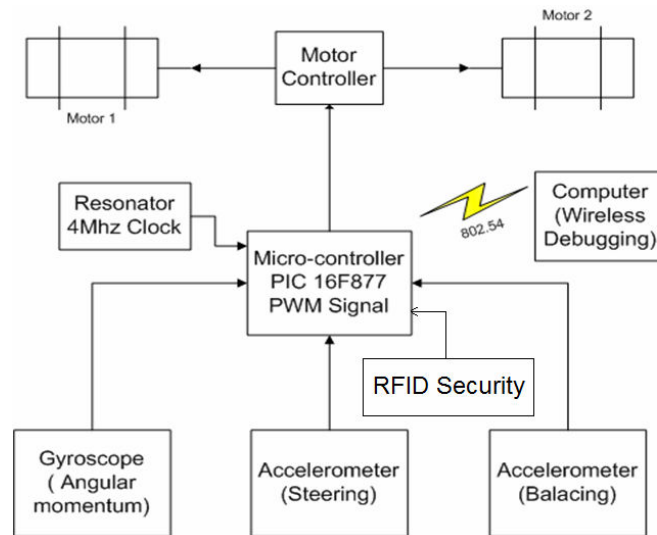 Motor 2
Motor
Controller
Motor 1
Resonator
4Mhz Clock
802.54
Computer
(Wireless
Debugging)
Micro-controller
PIC 16F877
PWM Signal
RFID Security
Gyroscope
( Angular
momentum)
Accelerometer
(Steering)
Accelerometer
(Balacing)